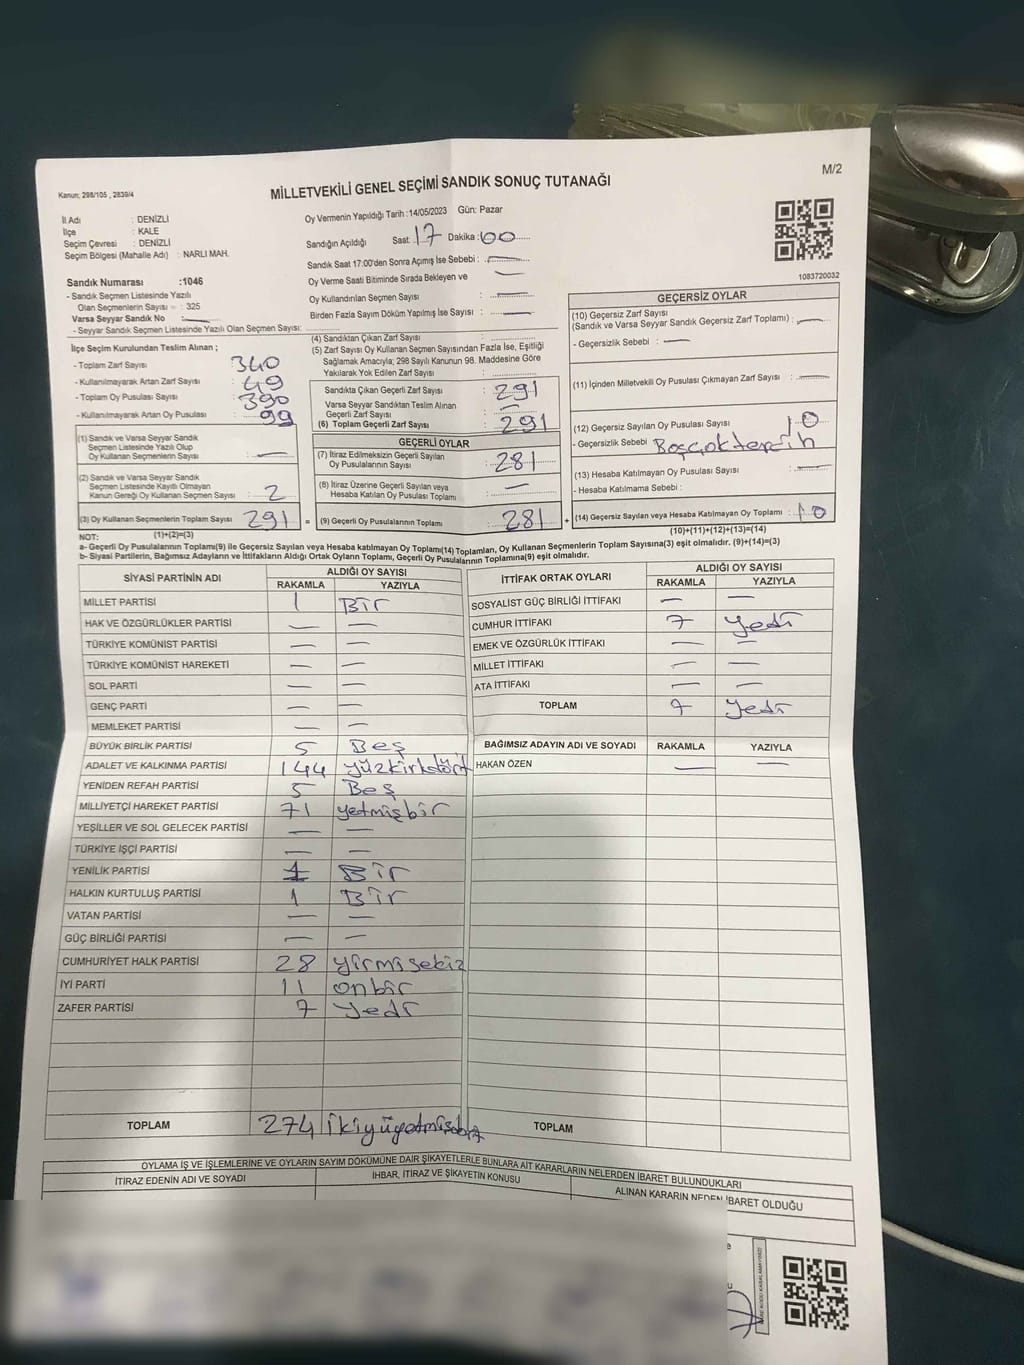 Kanun; 298/105 , 2839/4
MİLLETVEKİLİ GENEL SEÇİMİ SANDIK SONUÇ TUTANAĞI
M/2
İl Adı : DENİZLİ
İlçe : KALE
Seçim Çevresi : DENİZLİ
Seçim Bölgesi (Mahalle Adı) : NARLI MAH.
Oy Vermenin Yapıldığı Tarih :14/05/2023 Gün: Pazar
Sandığın Açıldığı Saat 17 Dakika : 00
Sandık Saat 17:00'den Sonra Açımış İse Sebebi : —
Oy Verme Saati Bitiminde Sırada Bekleyen ve —
Oy Kullandırılan Seçmen Sayısı : —
Birden Fazla Sayım Döküm Yapılmış İse Sayısı : —
1083720032
Sandık Numarası :1046
- Sandık Seçmen Listesinde Yazılı
Olan Seçmenlerin Sayısı : 325
Varsa Seyyar Sandık No —
- Seyyar Sandık Seçmen Listesinde Yazılı Olan Seçmen Sayısı:
İlçe Seçim Kurulundan Teslim Alınan ;
- Toplam Zarf Sayısı : 340
- Kullanılmayarak Artan Zarf Sayısı : 49
- Toplam Oy Pusulası Sayısı : 390
- Kullanılmayarak Artan Oy Pusulası : 99
(1) Sandık ve Varsa Seyyar Sandık
Seçmen Listesinde Yazılı Olup
Oy Kullanan Seçmenlerin Sayısı : —
(2) Sandık ve Varsa Seyyar Sandık
Seçmen Listesinde Kayıtlı Olmayan
Kanun Gereği Oy Kullanan Seçmen Sayısı : 2
(3) Oy Kullanan Seçmenlerin Toplam Sayısı : 291 =
(1)+(2)=(3)
(4) Sandıktan Çıkan Zarf Sayısı :
(5) Zarf Sayısı Oy Kullanan Seçmen Sayısından Fazla İse, Eşitliği
Sağlamak Amacıyla; 298 Sayılı Kanunun 98. Maddesine Göre
Yakılarak Yok Edilen Zarf Sayısı :
Sandıkta Çıkan Geçerli Zarf Sayısı : 291
Varsa Seyyar Sandıktan Teslim Alınan
Geçerli Zarf Sayısı : —
(6) Toplam Geçerli Zarf Sayısı : 291
GEÇERLİ OYLAR
(7) İtiraz Edilmeksizin Geçerli Sayılan
Oy Pusulalarının Sayısı : 281
(8) İtiraz Üzerine Geçerli Sayılan veya
Hesaba Katılan Oy Pusulası Toplamı : —
(9) Geçerli Oy Pusulalarının Toplamı : 281 +
GEÇERSİZ OYLAR
(10) Geçersiz Zarf Sayısı
(Sandık ve Varsa Seyyar Sandık Geçersiz Zarf Toplamı) : —
- Geçersizlik Sebebi : —
(11) İçinden Milletvekili Oy Pusulası Çıkmayan Zarf Sayısı : —
(12) Geçersiz Sayılan Oy Pusulası Sayısı : 10
- Geçersizlik Sebebi
(13) Hesaba Katılmayan Oy Pusulası Sayısı : —
- Hesaba Katılmama Sebebi :
(14) Geçersiz Sayılan veya Hesaba Katılmayan Oy Toplamı : 10
(10)+(11)+(12)+(13)=(14)
NOT:
a- Geçerli Oy Pusulalarının Toplamı(9) ile Geçersiz Sayılan veya Hesaba katılmayan Oy Toplamı(14) Toplamları, Oy Kullanan Seçmenlerin Toplam Sayısına(3) eşit olmalıdır. (9)+(14)=(3)
b- Siyasi Partilerin, Bağımsız Adayların ve İttifakların Aldığı Ortak Oyların Toplamı, Geçerli Oy Pusulalarının Toplamına(9) eşit olmalıdır.
SİYASİ PARTİNİN ADI ALDIĞI OY SAYISI
RAKAMLA YAZIYLA
MİLLET PARTİSİ 1 Bir
HAK VE ÖZGÜRLÜKLER PARTİSİ — —
TÜRKİYE KOMÜNİST PARTİSİ — —
TÜRKİYE KOMÜNİST HAREKETİ — —
SOL PARTİ — —
GENÇ PARTİ — —
MEMLEKET PARTİSİ — —
BÜYÜK BİRLİK PARTİSİ 5 Beş
ADALET VE KALKINMA PARTİSİ 144 yüzkırkdört
YENİDEN REFAH PARTİSİ 5 Beş
MİLLİYETÇİ HAREKET PARTİSİ 71 yetmişbir
YEŞİLLER VE SOL GELECEK PARTİSİ — —
TÜRKİYE İŞÇİ PARTİSİ — —
YENİLİK PARTİSİ 1 Bir
HALKIN KURTULUŞ PARTİSİ 1 Bir
VATAN PARTİSİ — —
GÜÇ BİRLİĞİ PARTİSİ — —
CUMHURİYET HALK PARTİSİ 28 yirmisekiz
İYİ PARTİ 11 onbir
ZAFER PARTİSİ 7 yedi
TOPLAM 274
İTTİFAK ORTAK OYLARI ALDIĞI OY SAYISI
RAKAMLA YAZIYLA
SOSYALİST GÜÇ BİRLİĞİ İTTİFAKI — —
CUMHUR İTTİFAKI 7 yedi
EMEK VE ÖZGÜRLÜK İTTİFAKI — —
MİLLET İTTİFAKI — —
ATA İTTİFAKI — —
TOPLAM 7 yedi
BAĞIMSIZ ADAYIN ADI VE SOYADI RAKAMLA YAZIYLA
HAKAN ÖZEN — —
TOPLAM
OYLAMA İŞ VE İŞLEMLERİNE VE OYLARIN SAYIM DÖKÜMÜNE DAİR ŞİKAYETLERLE BUNLARA AİT KARARLARIN NELERDEN İBARET BULUNDUKLARI
İTİRAZ EDENİN ADI VE SOYADI İHBAR, İTİRAZ VE ŞİKAYETİN KONUSU ALINAN KARARIN NEDEN İBARET OLDUĞU